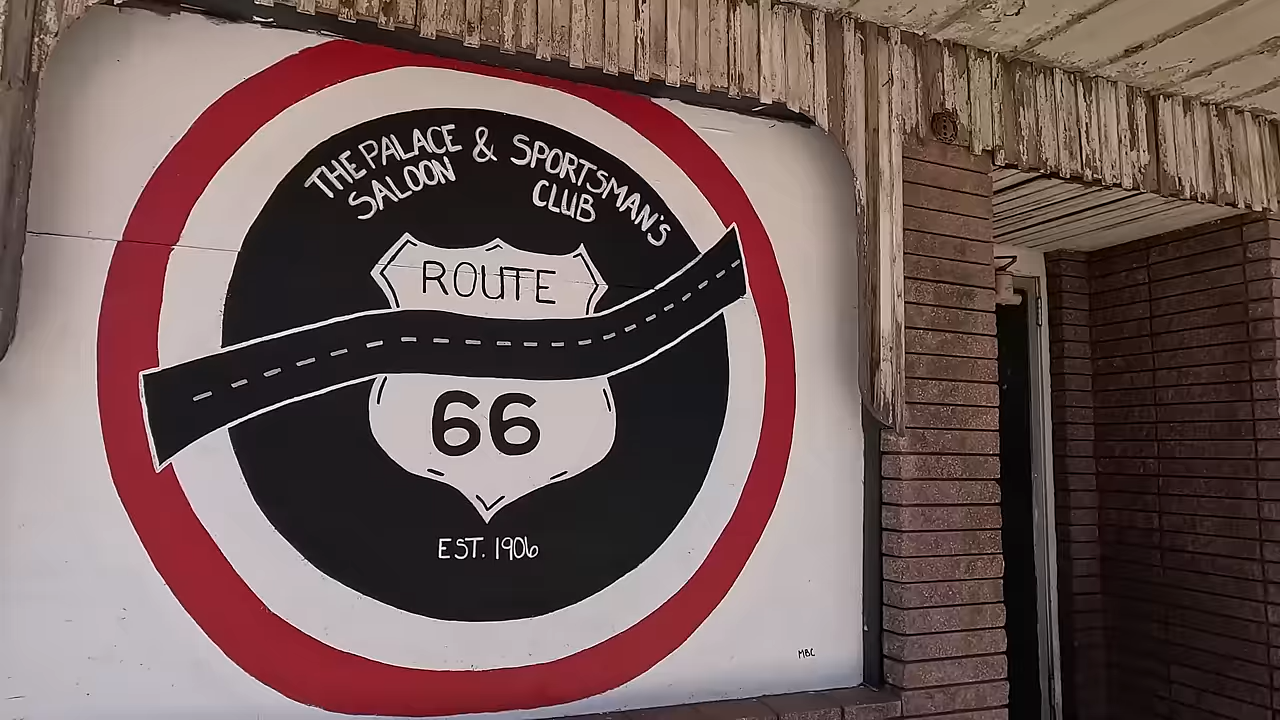 THE PALACE & SPORTSMAN'S
SALOON CLUB
ROUTE
66
EST. 1906
MBC